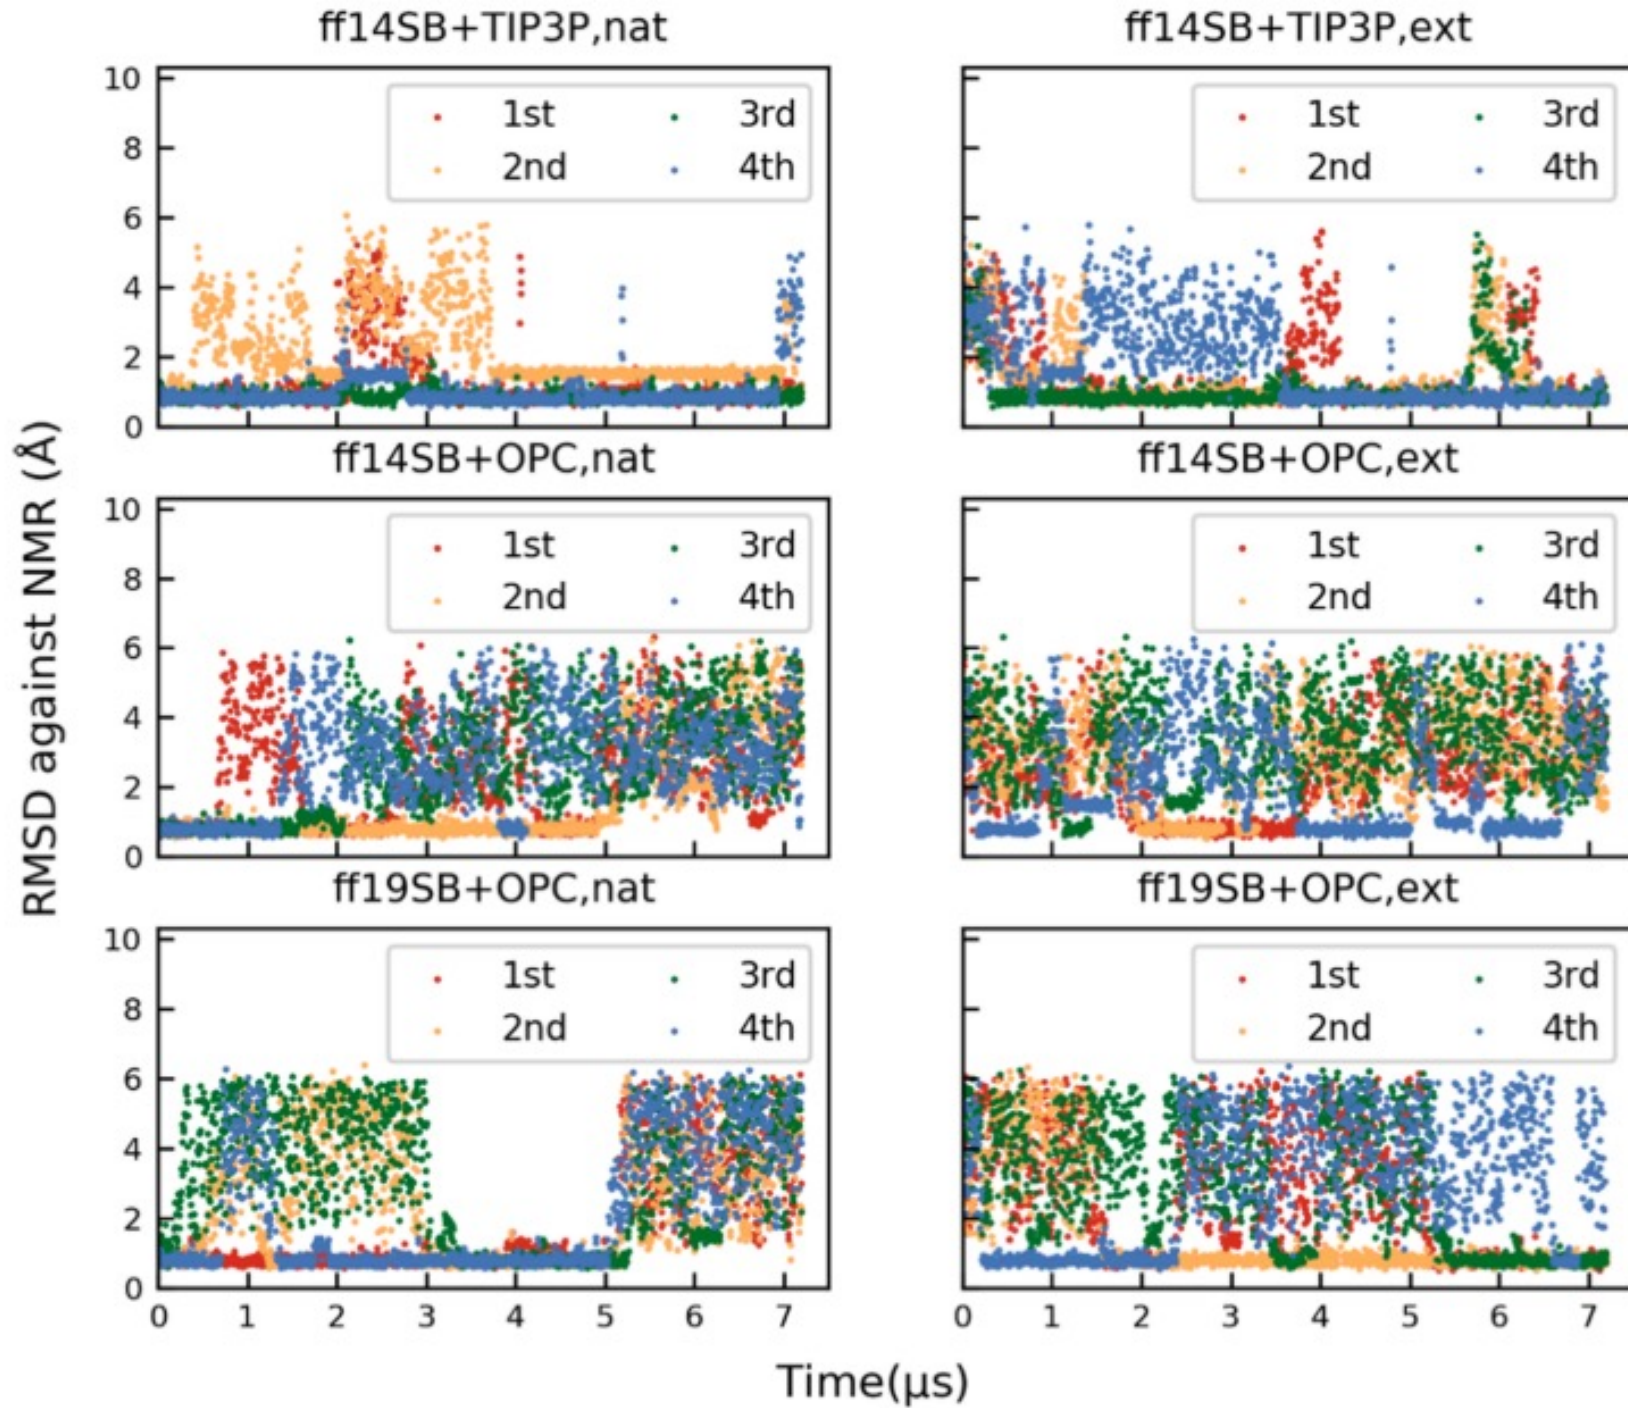 ff14SB+TIP3P,nat
ff14SB+TIP3P,ext
10
8
6
4
2
0
1st
3rd
2nd
4th
1st
3rd
2nd
4th
ff14SB+OPC,nat
ff14SB+OPC,ext
RMSD against NMR (Å)
10
8
6
4
2
0
1st
3rd
2nd
4th
1st
3rd
2nd
4th
ff19SB+OPC,nat
ff19SB+OPC,ext
10
8
6
4
2
0
1st
3rd
2nd
4th
1st
3rd
2nd
4th
0 1 2 3 4 5 6 7
0 1 2 3 4 5 6 7
Time(μs)